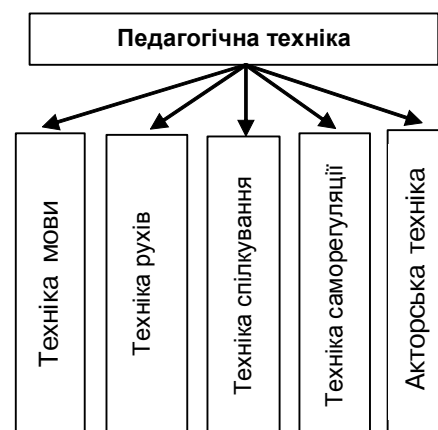 Педагогічна техніка
Техніка мови
Техніка рухів
Техніка спілкування
Техніка саморегуляції
Акторська техніка